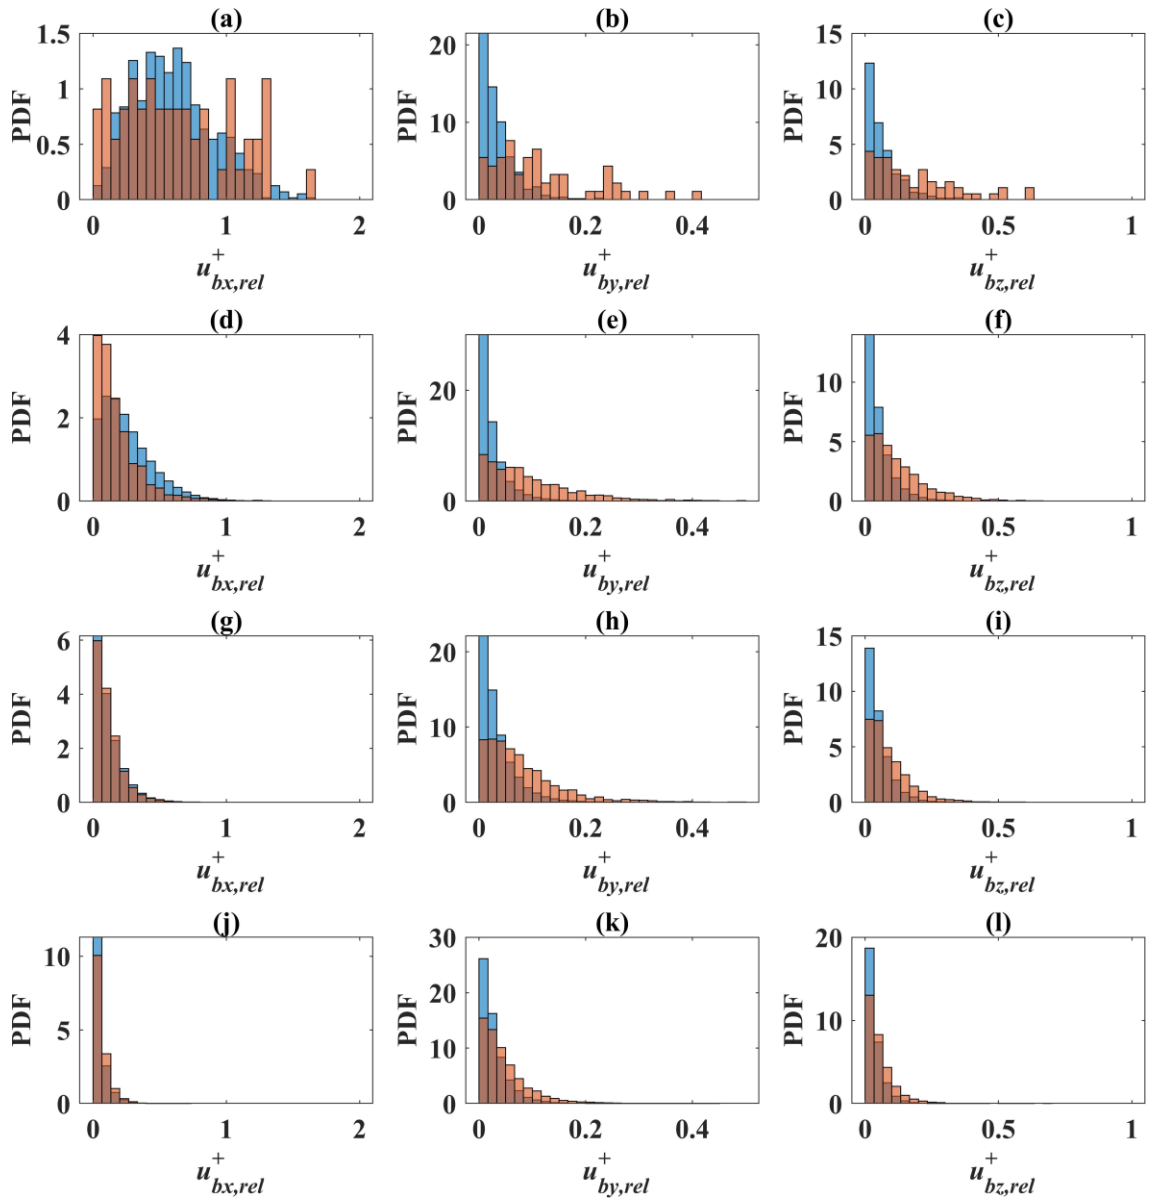 (a) (b) (c)
1.5 20 15
1 10 10
0.5 0 5
0 0
PDF PDF PDF
0 1 2 0 0.2 0.4 0 0.5 1
u⁺bx,rel u⁺by,rel u⁺bz,rel
(d) (e) (f)
4 20 10
2 0 5
0 0
PDF PDF PDF
0 1 2 0 0.2 0.4 0 0.5 1
u⁺bx,rel u⁺by,rel u⁺bz,rel
(g) (h) (i)
6 20 15
4 10 10
2 0 5
0 0
PDF PDF PDF
0 1 2 0 0.2 0.4 0 0.5 1
u⁺bx,rel u⁺by,rel u⁺bz,rel
(j) (k) (l)
10 30 20
5 20 10
0 10 0
0
PDF PDF PDF
0 1 2 0 0.2 0.4 0 0.5 1
u⁺bx,rel u⁺by,rel u⁺bz,rel